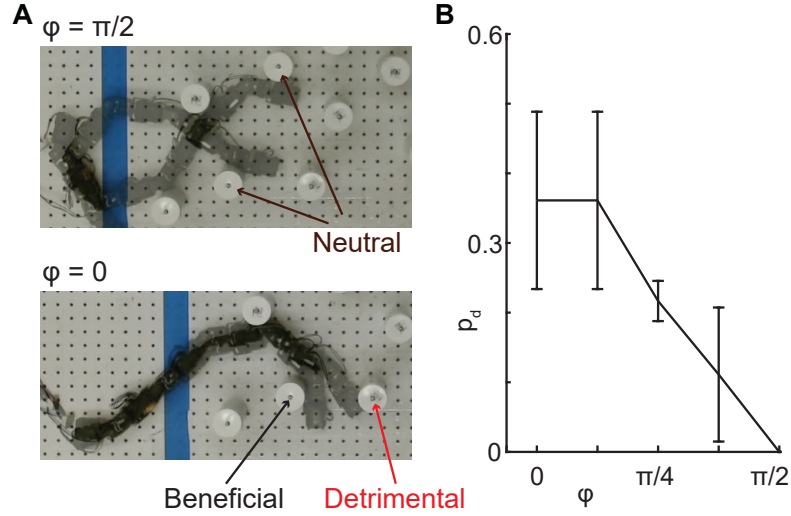 A
φ = π/2
Neutral
φ = 0
Beneficial
Detrimental
B
0.6
0.3
0
p_d
0
π/4
π/2
φ